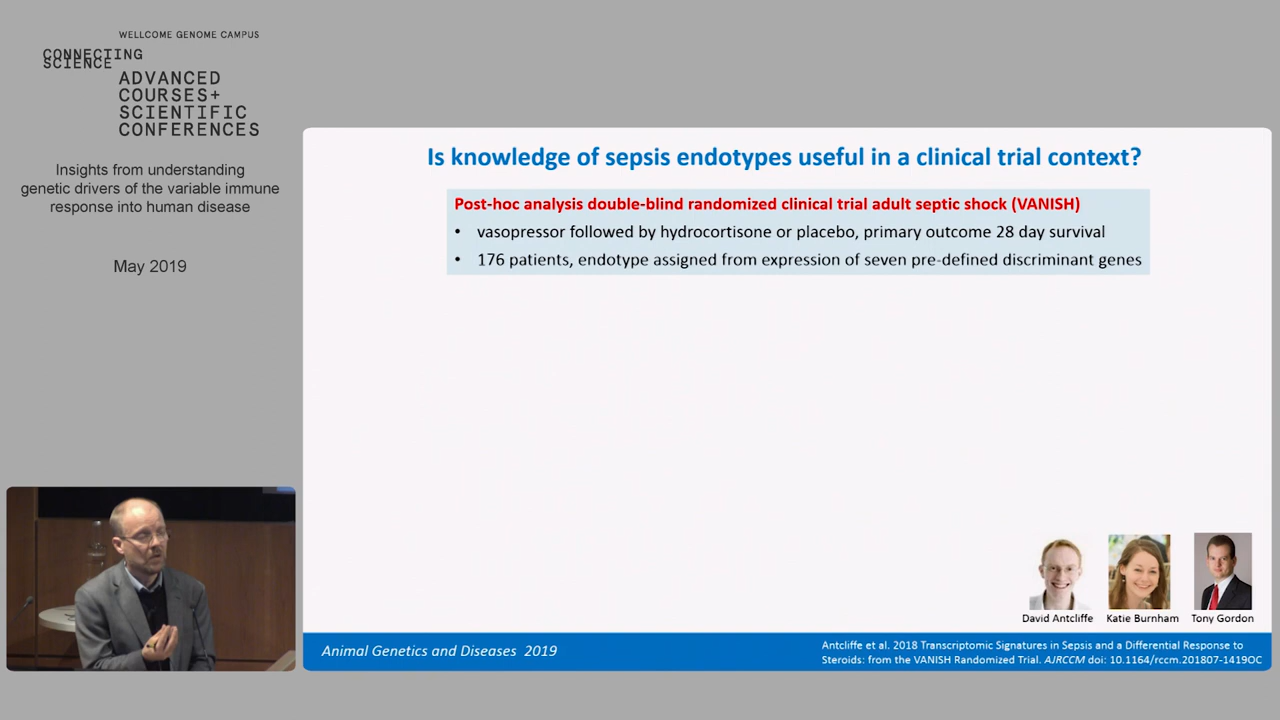 WELLCOME GENOME CAMPUS
CONNECTING
SCIENCE
ADVANCED
COURSES+
SCIENTIFIC
CONFERENCES
Insights from understanding
genetic drivers of the variable immune
response into human disease
May 2019
Is knowledge of sepsis endotypes useful in a clinical trial context?
Post-hoc analysis double-blind randomized clinical trial adult septic shock (VANISH)
• vasopressor followed by hydrocortisone or placebo, primary outcome 28 day survival
• 176 patients, endotype assigned from expression of seven pre-defined discriminant genes
David Antcliffe Katie Burnham Tony Gordon
Animal Genetics and Diseases 2019
Antcliffe et al. 2018 Transcriptomic Signatures in Sepsis and a Differential Response to
Steroids: from the VANISH Randomized Trial. AJRCCM doi: 10.1164/rccm.201807-1419OC